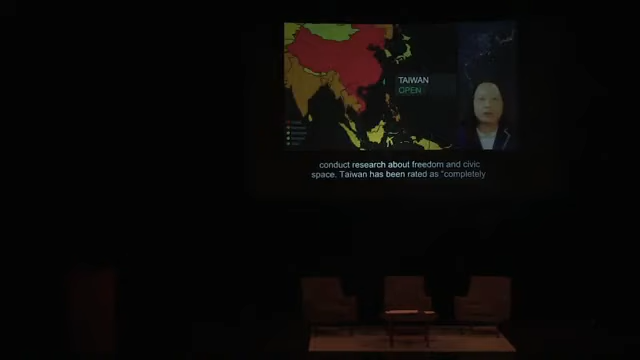 TAIWAN
OPEN
conduct research about freedom and civic
space, Taiwan has been rated as "completely